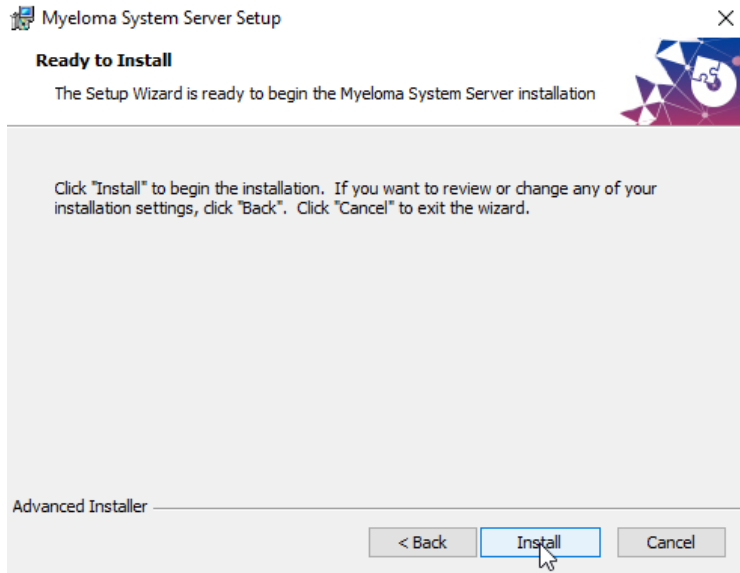 Myeloma System Server Setup
Ready to Install
The Setup Wizard is ready to begin the Myeloma System Server installation
Click "Install" to begin the installation. If you want to review or change any of your
installation settings, click "Back". Click "Cancel" to exit the wizard.
Advanced Installer
< Back
Install
Cancel